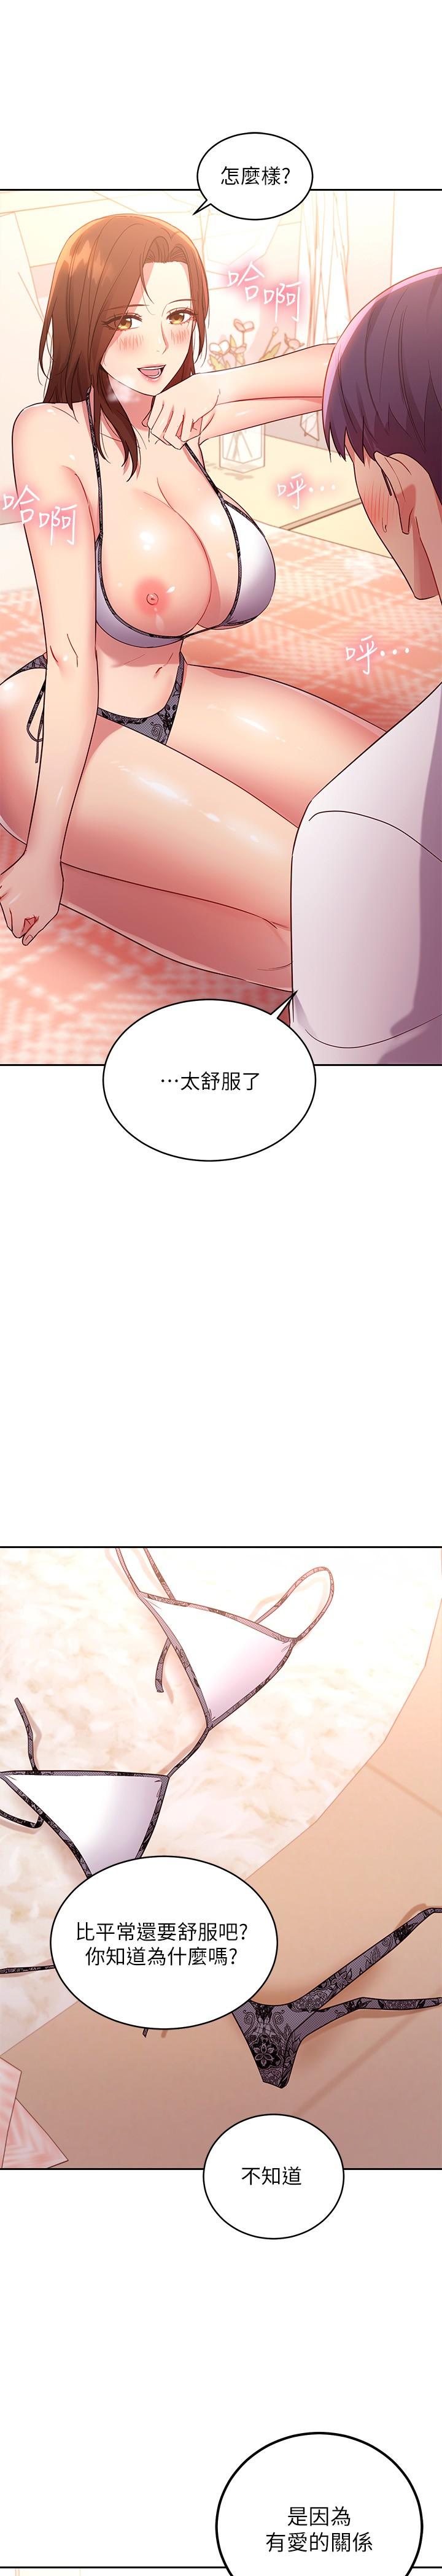 怎麼樣?
哈啊
哈啊
呼…
呼…
…太舒服了
比平常還要舒服吧?
你知道為什麼嗎?
不知道
是因為
有愛的關係